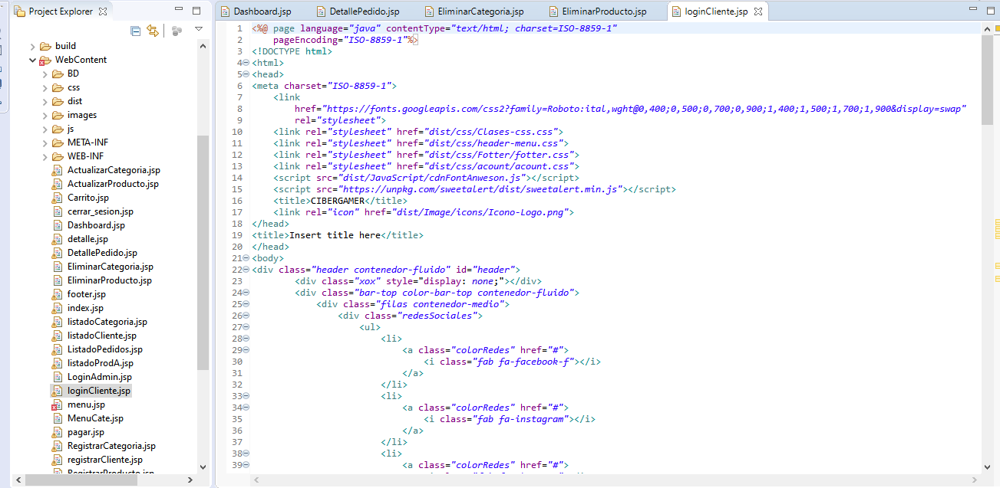 Project Explorer
build
WebContent
BD
css
dist
images
js
META-INF
WEB-INF
ActualizarCategoria.jsp
ActualizarProducto.jsp
Carrito.jsp
cerrar_sesion.jsp
Dashboard.jsp
detalle.jsp
DetallePedido.jsp
EliminarCategoria.jsp
EliminarProducto.jsp
footer.jsp
index.jsp
listadoCategoria.jsp
listadoCliente.jsp
ListadoPedidos.jsp
listadoProdA.jsp
LoginAdmin.jsp
loginCliente.jsp
menu.jsp
MenuCate.jsp
pagar.jsp
RegistrarCategoria.jsp
registrarCliente.jsp
RegistrarProducto.jsp
Dashboard.jsp DetallePedido.jsp EliminarCategoria.jsp EliminarProducto.jsp loginCliente.jsp
1 <%@ page language="java" contentType="text/html; charset=ISO-8859-1"
2 pageEncoding="ISO-8859-1"%>
3 <!DOCTYPE html>
4 <html>
5 <head>
6 <meta charset="ISO-8859-1">
7 <link
8 href="https://fonts.googleapis.com/css2?family=Roboto:ital,wght@0,400;0,500;0,700;0,900;1,400;1,500;1,700;1,900&display=swap"
9 rel="stylesheet">
10 <link rel="stylesheet" href="dist/css/Clases-css.css">
11 <link rel="stylesheet" href="dist/css/header-menu.css">
12 <link rel="stylesheet" href="dist/css/Fotter/fotter.css">
13 <link rel="stylesheet" href="dist/css/acount/acount.css">
14 <script src="dist/JavaScript/cdnFontAnweson.js"></script>
15 <script src="https://unpkg.com/sweetalert/dist/sweetalert.min.js"></script>
16 <title>CIBERGAMER</title>
17 <link rel="icon" href="dist/Image/icons/Icono-Logo.png">
18 </head>
19 <title>Insert title here</title>
20 </head>
21 <body>
22 <div class="header contenedor-fluido" id="header">
23 <div class="xox" style="display: none;"></div>
24 <div class="bar-top color-bar-top contenedor-fluido">
25 <div class="filas contenedor-medio">
26 <div class="redesSociales">
27 <ul>
28 <li>
29 <a class="colorRedes" href="#">
30 <i class="fab fa-facebook-f"></i>
31 </a>
32 </li>
33 <li>
34 <a class="colorRedes" href="#">
35 <i class="fab fa-instagram"></i>
36 </a>
37 </li>
38 <li>
39 <a class="colorRedes" href="#">